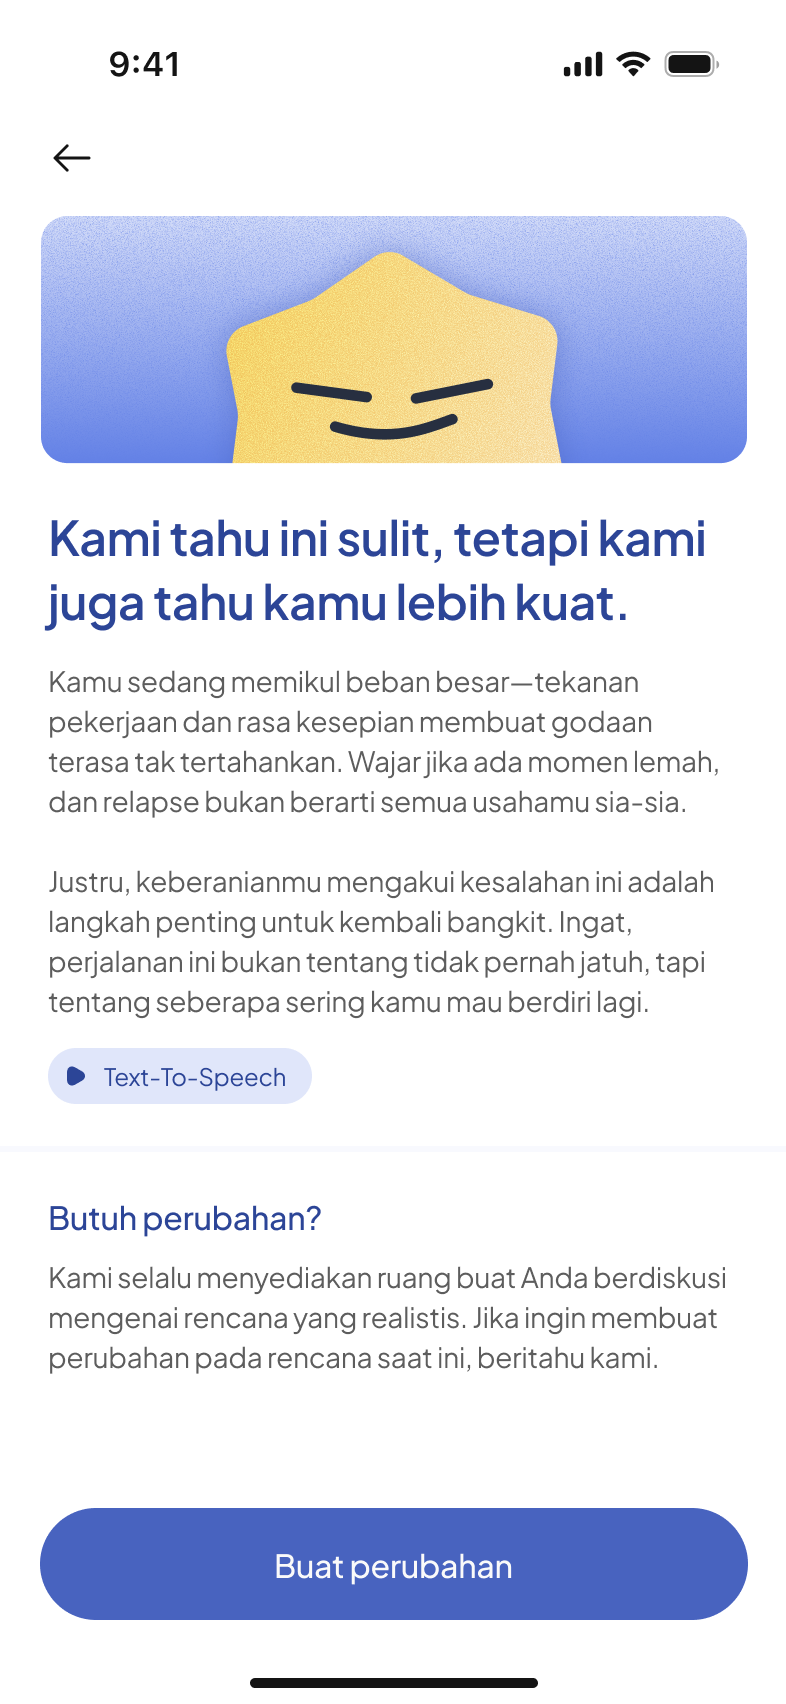 9:41
Kami tahu ini sulit, tetapi kami
juga tahu kamu lebih kuat.
Kamu sedang memikul beban besar—tekanan
pekerjaan dan rasa kesepian membuat godaan
terasa tak tertahankan. Wajar jika ada momen lemah,
dan relapse bukan berarti semua usahamu sia-sia.
Justru, keberanianmu mengakui kesalahan ini adalah
langkah penting untuk kembali bangkit. Ingat,
perjalanan ini bukan tentang tidak pernah jatuh, tapi
tentang seberapa sering kamu mau berdiri lagi.
Text-To-Speech
Butuh perubahan?
Kami selalu menyediakan ruang buat Anda berdiskusi
mengenai rencana yang realistis. Jika ingin membuat
perubahan pada rencana saat ini, beritahu kami.
Buat perubahan